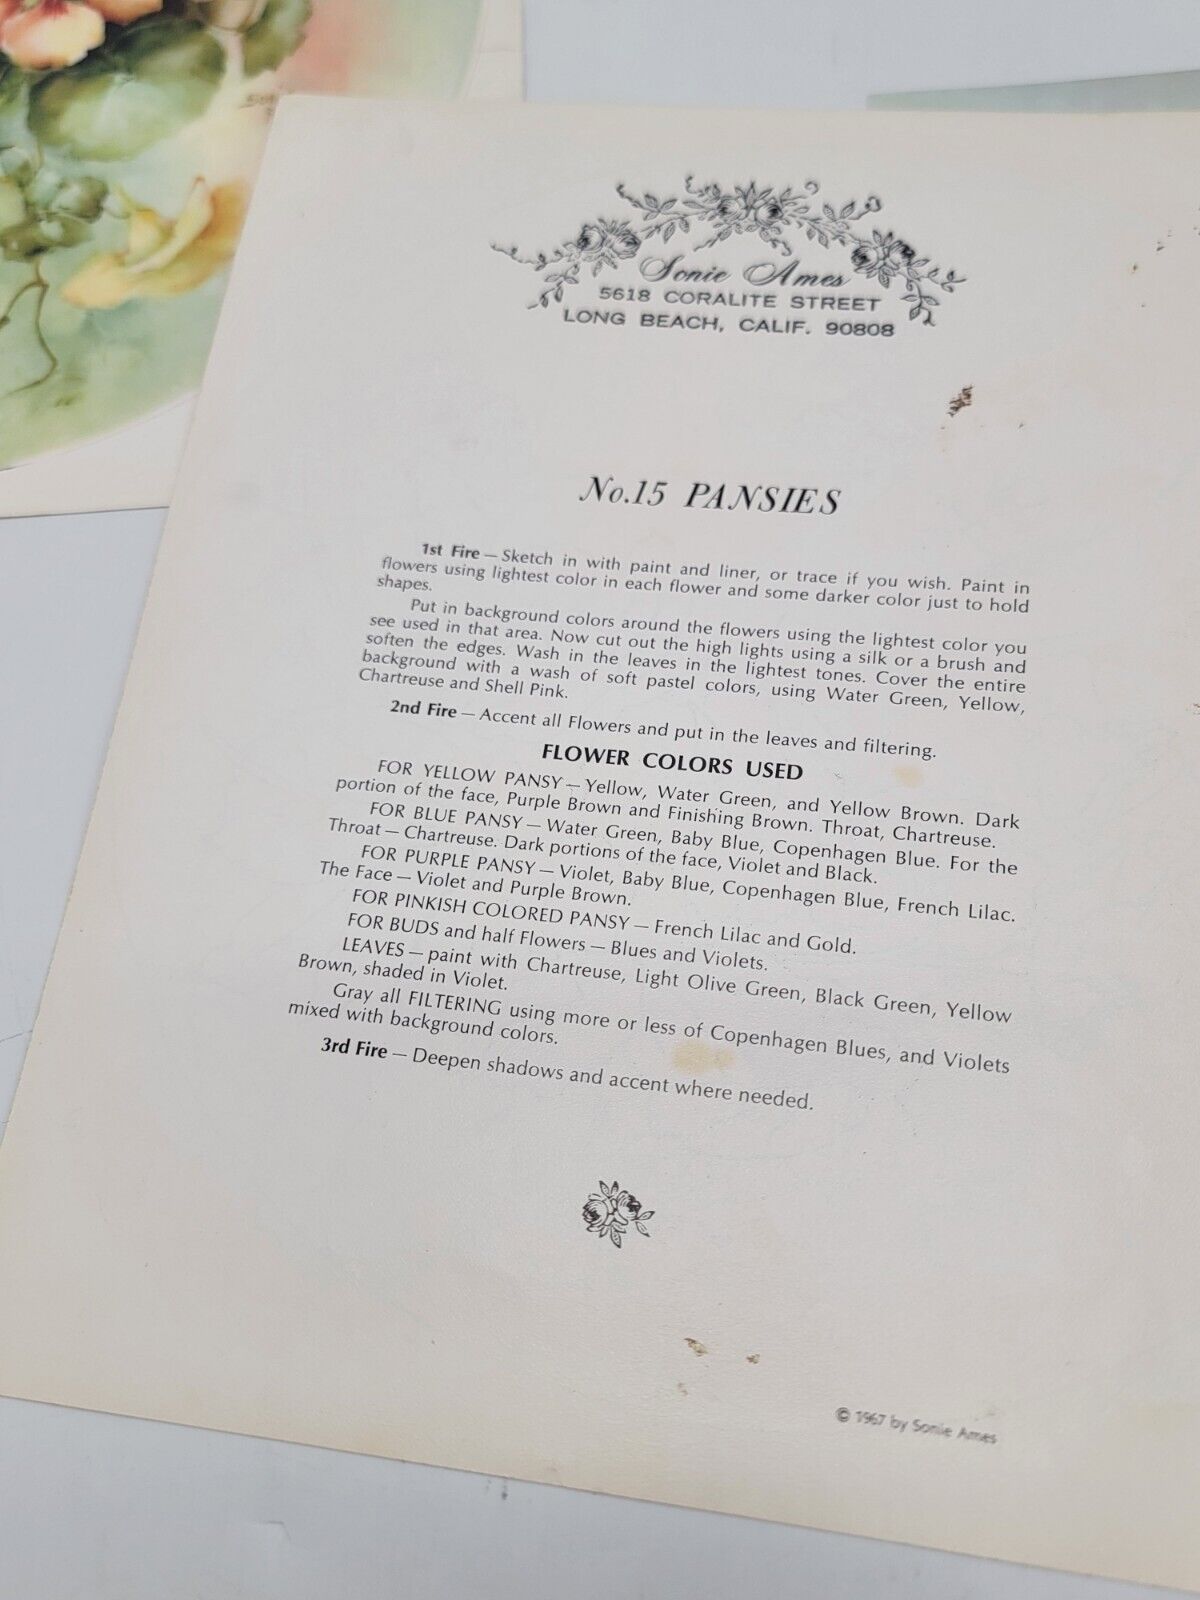 Sonie Ames
5618 CORALITE STREET
LONG BEACH, CALIF. 90808
No.15 PANSIES
1st Fire — Sketch in with paint and liner, or trace if you wish. Paint in
flowers using lightest color in each flower and some darker color just to hold
shapes.
Put in background colors around the flowers using the lightest color you
see used in that area. Now cut out the high lights using a silk or a brush and
soften the edges. Wash in the leaves in the lightest tones. Cover the entire
background with a wash of soft pastel colors, using Water Green, Yellow,
Chartreuse and Shell Pink.
2nd Fire — Accent all Flowers and put in the leaves and filtering.
FLOWER COLORS USED
FOR YELLOW PANSY — Yellow, Water Green, and Yellow Brown. Dark
portion of the face, Purple Brown and Finishing Brown. Throat, Chartreuse.
FOR BLUE PANSY — Water Green, Baby Blue, Copenhagen Blue. For the
Throat — Chartreuse. Dark portions of the face, Violet and Black.
FOR PURPLE PANSY — Violet, Baby Blue, Copenhagen Blue, French Lilac.
The Face — Violet and Purple Brown.
FOR PINKISH COLORED PANSY — French Lilac and Gold.
FOR BUDS and half Flowers — Blues and Violets.
LEAVES — paint with Chartreuse, Light Olive Green, Black Green, Yellow
Brown, shaded in Violet.
Gray all FILTERING using more or less of Copenhagen Blues, and Violets
mixed with background colors.
3rd Fire — Deepen shadows and accent where needed.
© 1967 by Sonie Ames